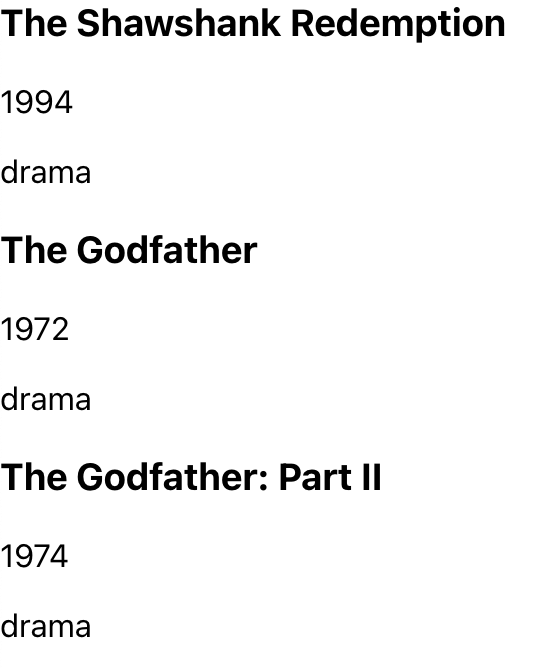 The Shawshank Redemption
1994
drama
The Godfather
1972
drama
The Godfather: Part II
1974
drama